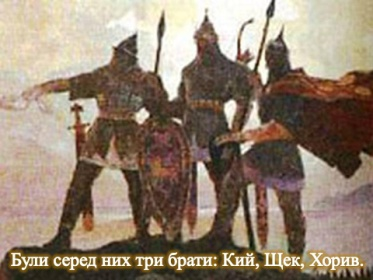 Були серед них три брати: Кий, Щек, Хорив.